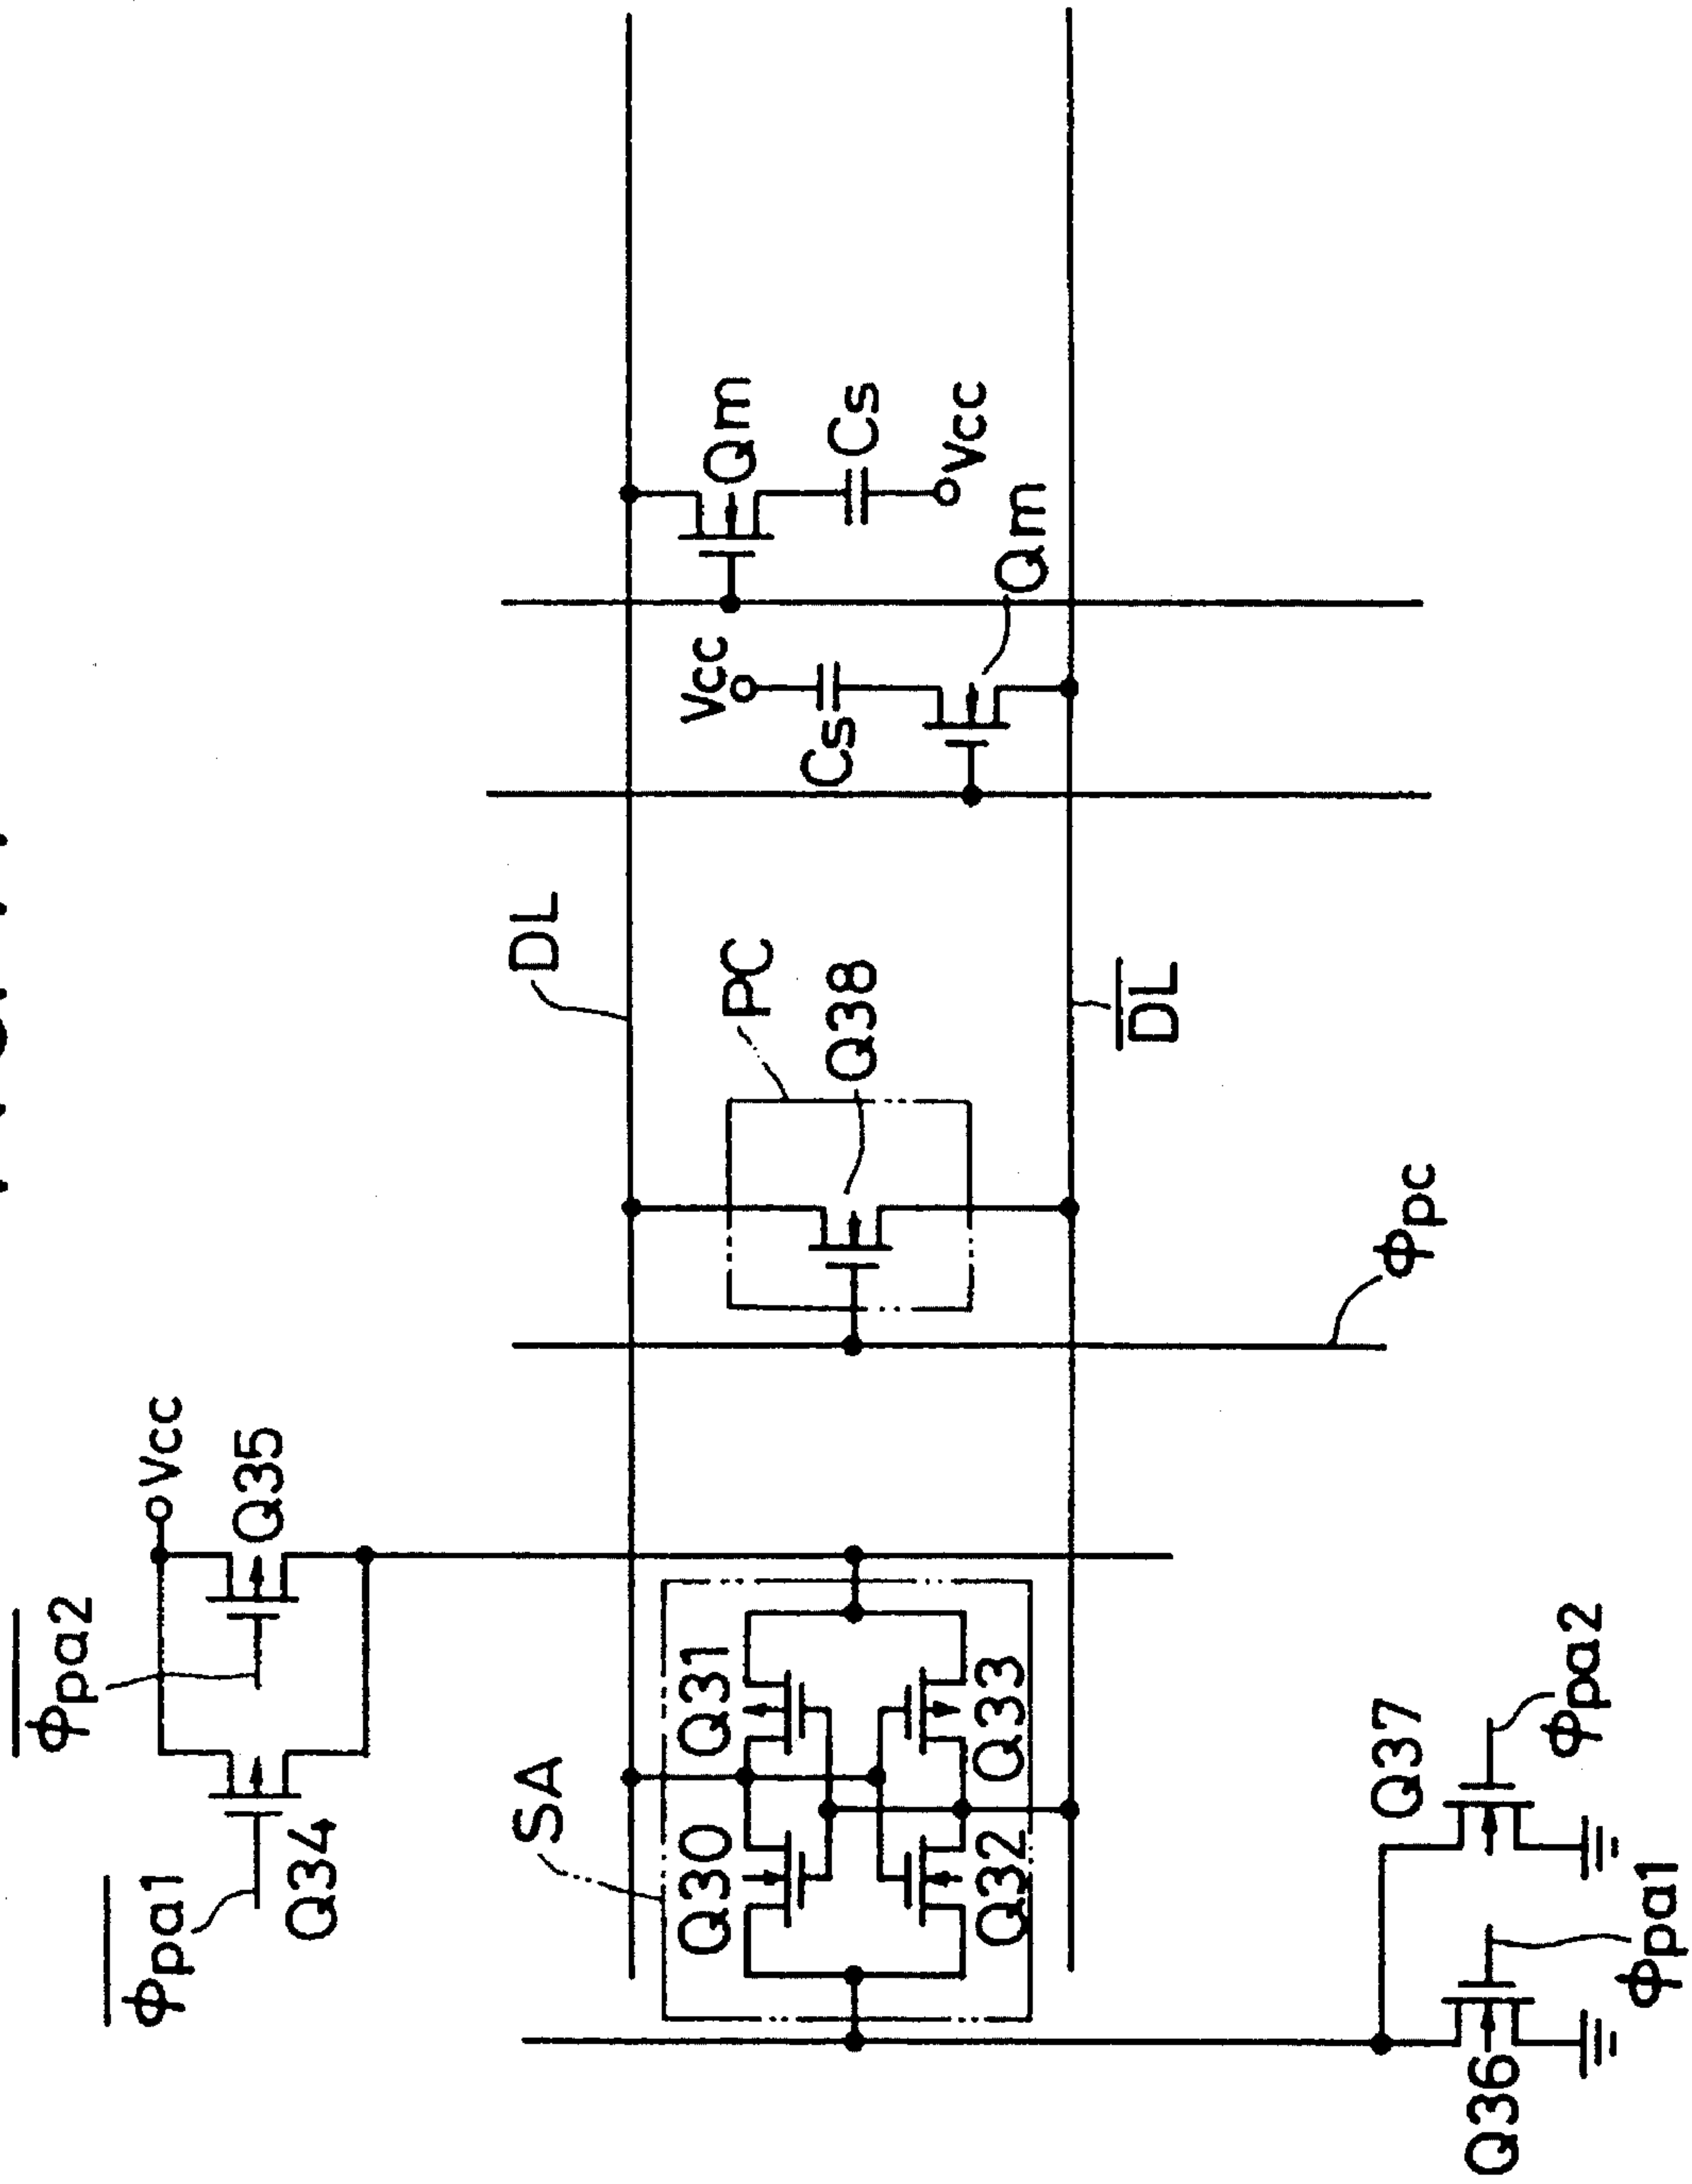 Vcc
Q35
φpa2
φpa1
Q34
SA
Q31
Q30
Q33
Q32
Q37
φpa2
Q36
φpa1
DL
PC
Q38
DL
φpc
Qm
Cs
Vcc
Vcc
Cs
Qm